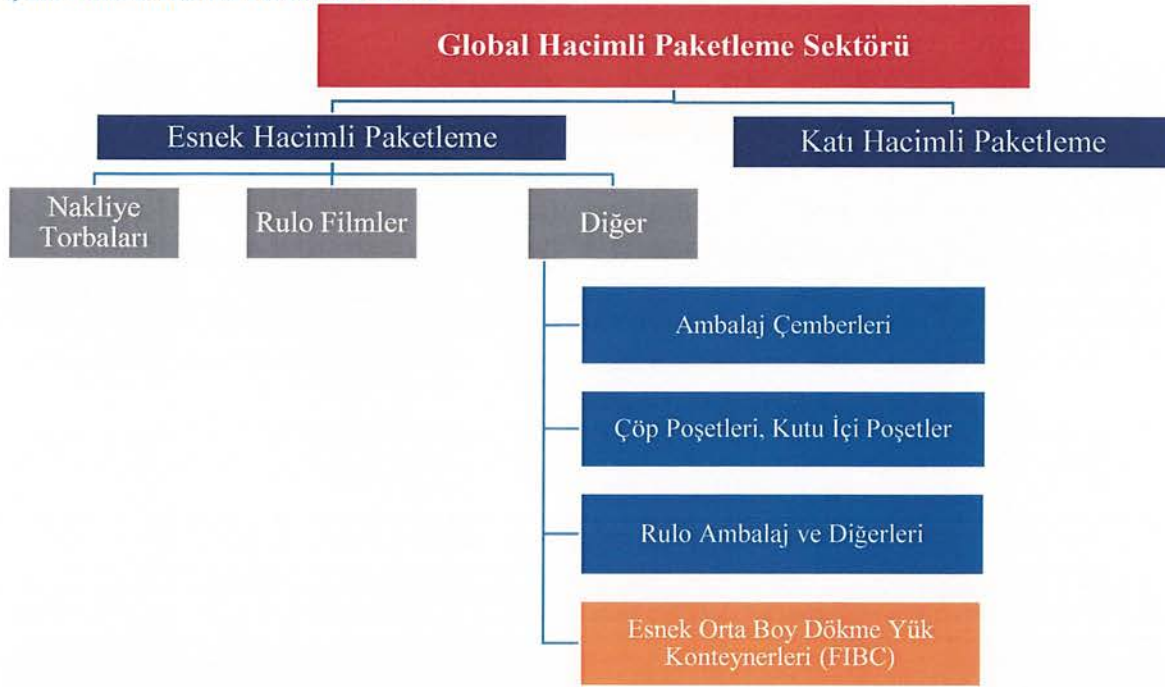 Global Hacimli Paketleme Sektörü
Esnek Hacimli Paketleme
Katı Hacimli Paketleme
Nakliye
Torbaları
Rulo Filmler
Diğer
Ambalaj Çemberleri
Çöp Poşetleri, Kutu İçi Poşetler
Rulo Ambalaj ve Diğerleri
Esnek Orta Boy Dökme Yük
Konteynerleri (FIBC)